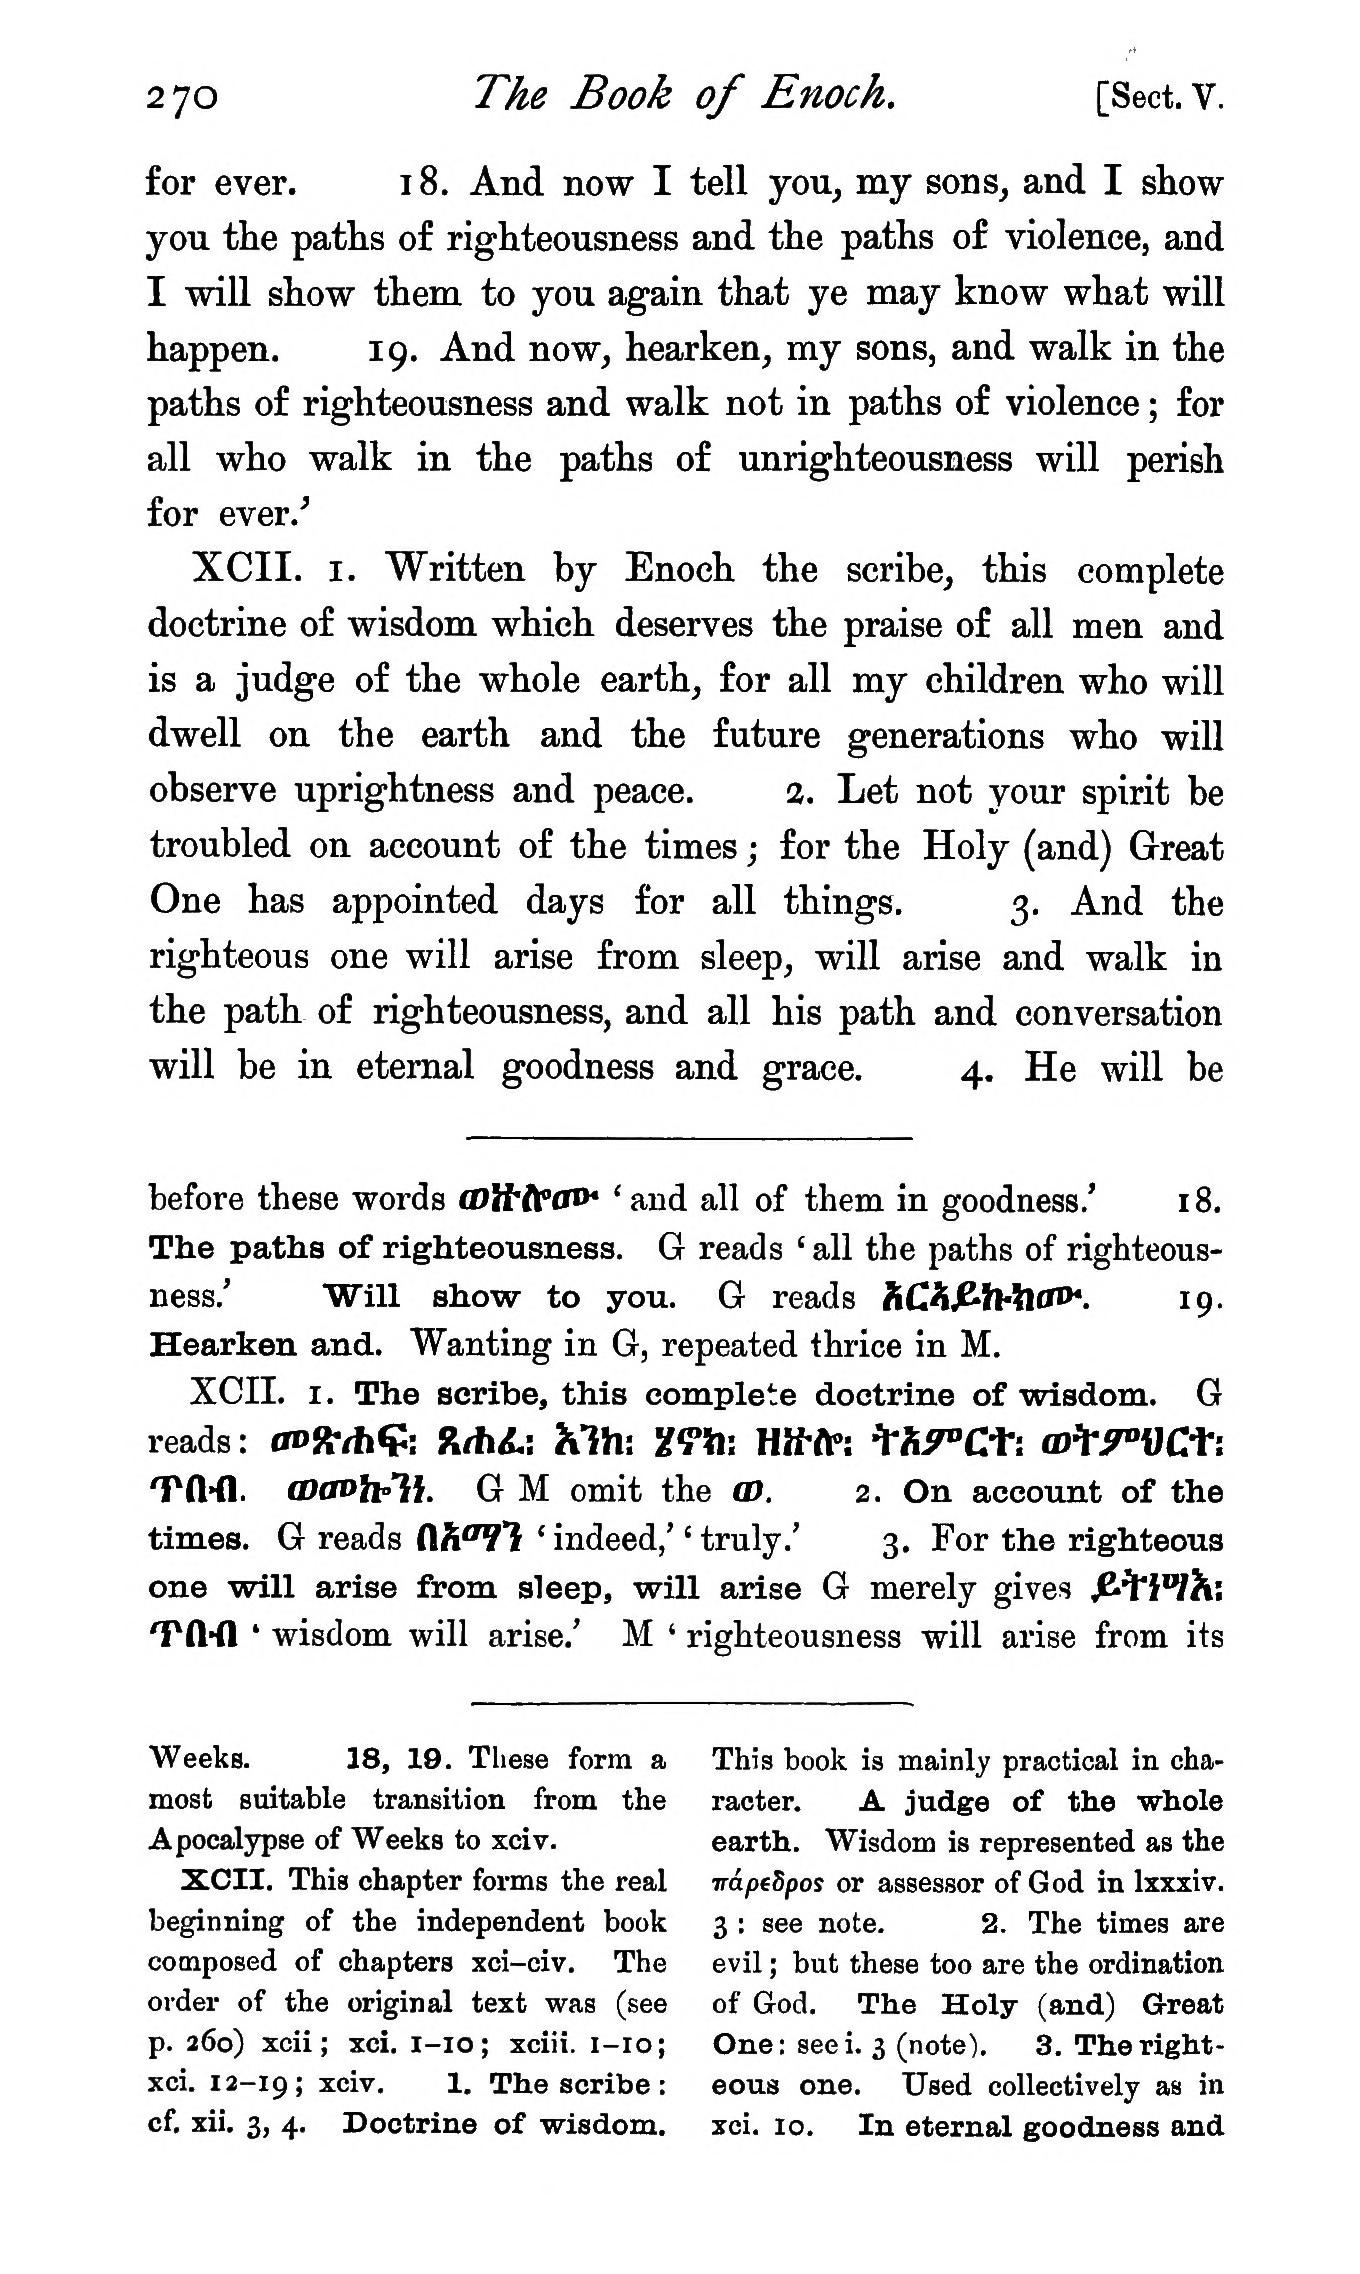 270 The Book of Enoch. [Sect. V.
for ever. 18. And now I tell you, my sons, and I show
you the paths of righteousness and the paths of violence, and
I will show them to you again that ye may know what will
happen. 19. And now, hearken, my sons, and walk in the
paths of righteousness and walk not in paths of violence; for
all who walk in the paths of unrighteousness will perish
for ever.’
XCII. 1. Written by Enoch the scribe, this complete
doctrine of wisdom which deserves the praise of all men and
is a judge of the whole earth, for all my children who will
dwell on the earth and the future generations who will
observe uprightness and peace. 2. Let not your spirit be
troubled on account of the times; for the Holy (and) Great
One has appointed days for all things. 3. And the
righteous one will arise from sleep, will arise and walk in
the path of righteousness, and all his path and conversation
will be in eternal goodness and grace. 4. He will be
before these words ወኵሎሙ ‘and all of them in goodness.’ 18.
The paths of righteousness. G reads ‘all the paths of righteous-
ness.’ Will show to you. G reads እርኣይኩክሙ. 19.
Hearken and. Wanting in G, repeated thrice in M.
XCII. 1. The scribe, this complete doctrine of wisdom. G
reads: መጽሐፍ፡ ጸሐፊ፡ እንከ፡ ሄኖክ፡ ዘኵሎ፡ ትእምርተ፡ ወትምህርተ፡
ጥበብ. ወመኰንነ. G M omit the ወ. 2. On account of the
times. G reads በእማን ‘indeed,’ ‘truly.’ 3. For the righteous
one will arise from sleep, will arise G merely gives ይትነሣእ፡
ጥበብ ‘wisdom will arise.’ M ‘righteousness will arise from its
Weeks. 18, 19. These form a
most suitable transition from the
Apocalypse of Weeks to xciv.
XCII. This chapter forms the real
beginning of the independent book
composed of chapters xci–civ. The
order of the original text was (see
p. 260) xcii; xci. 1–10; xciii. 1–10;
xci. 12–19; xciv. 1. The scribe:
cf. xii. 3, 4. Doctrine of wisdom.
This book is mainly practical in cha-
racter. A judge of the whole
earth. Wisdom is represented as the
πάρεδρος or assessor of God in lxxxiv.
3: see note. 2. The times are
evil; but these too are the ordination
of God. The Holy (and) Great
One: see i. 3 (note). 3. The right-
eous one. Used collectively as in
xci. 10. In eternal goodness and